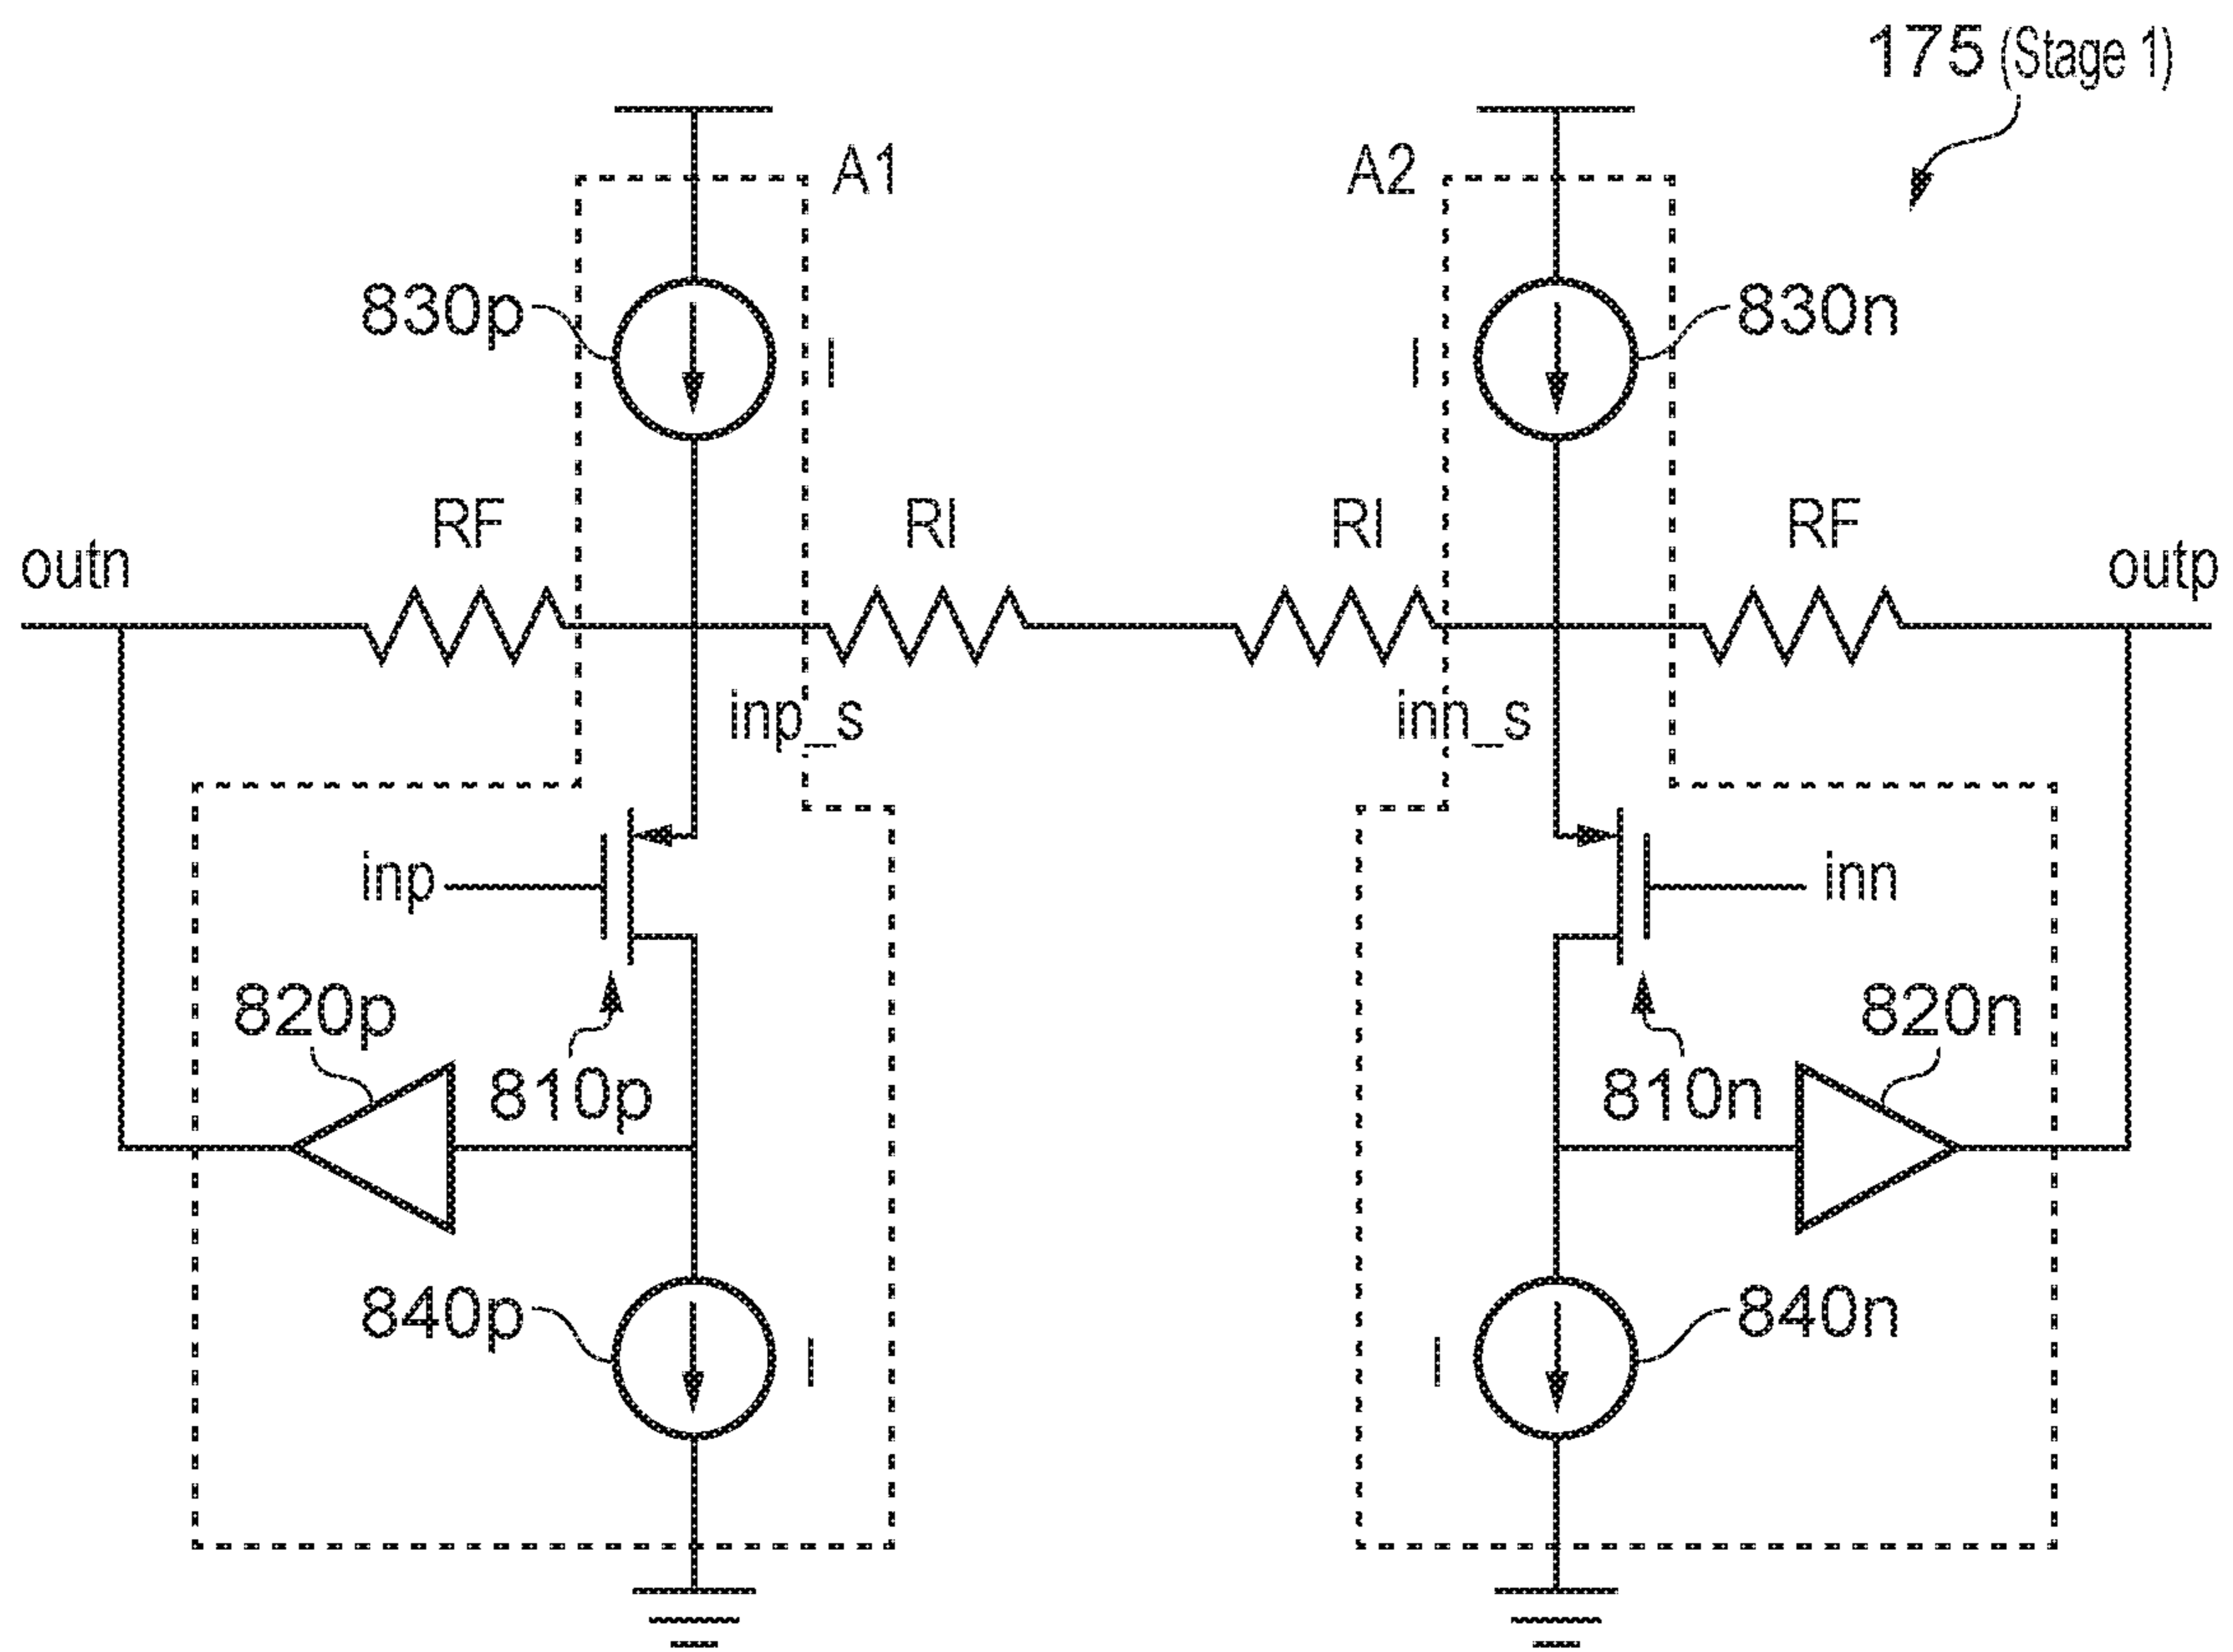 175 (Stage 1)
A1
A2
830p
I
I
830n
outn
RF
RI
RI
RF
outp
inp_s
inn_s
inp
inn
820p
810p
810n
820n
840p
I
I
840n